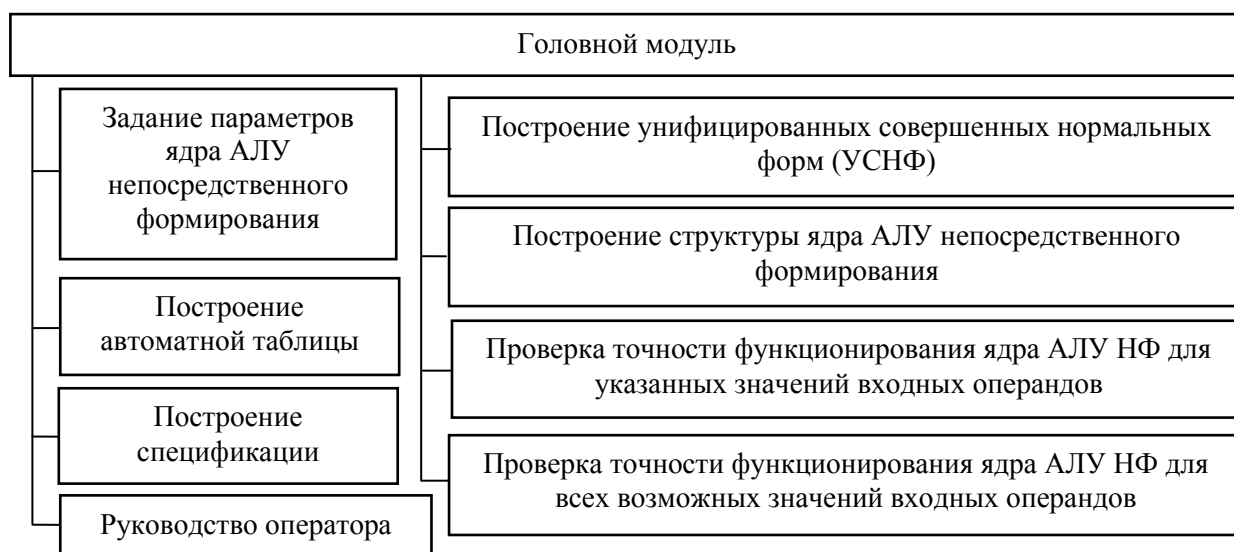 Головной модуль
Задание параметров
ядра АЛУ
непосредственного
формирования
Построение
автоматной таблицы
Построение
спецификации
Руководство оператора
Построение унифицированных совершенных нормальных
форм (УСНФ)
Построение структуры ядра АЛУ непосредственного
формирования
Проверка точности функционирования ядра АЛУ НФ для
указанных значений входных операндов
Проверка точности функционирования ядра АЛУ НФ для
всех возможных значений входных операндов